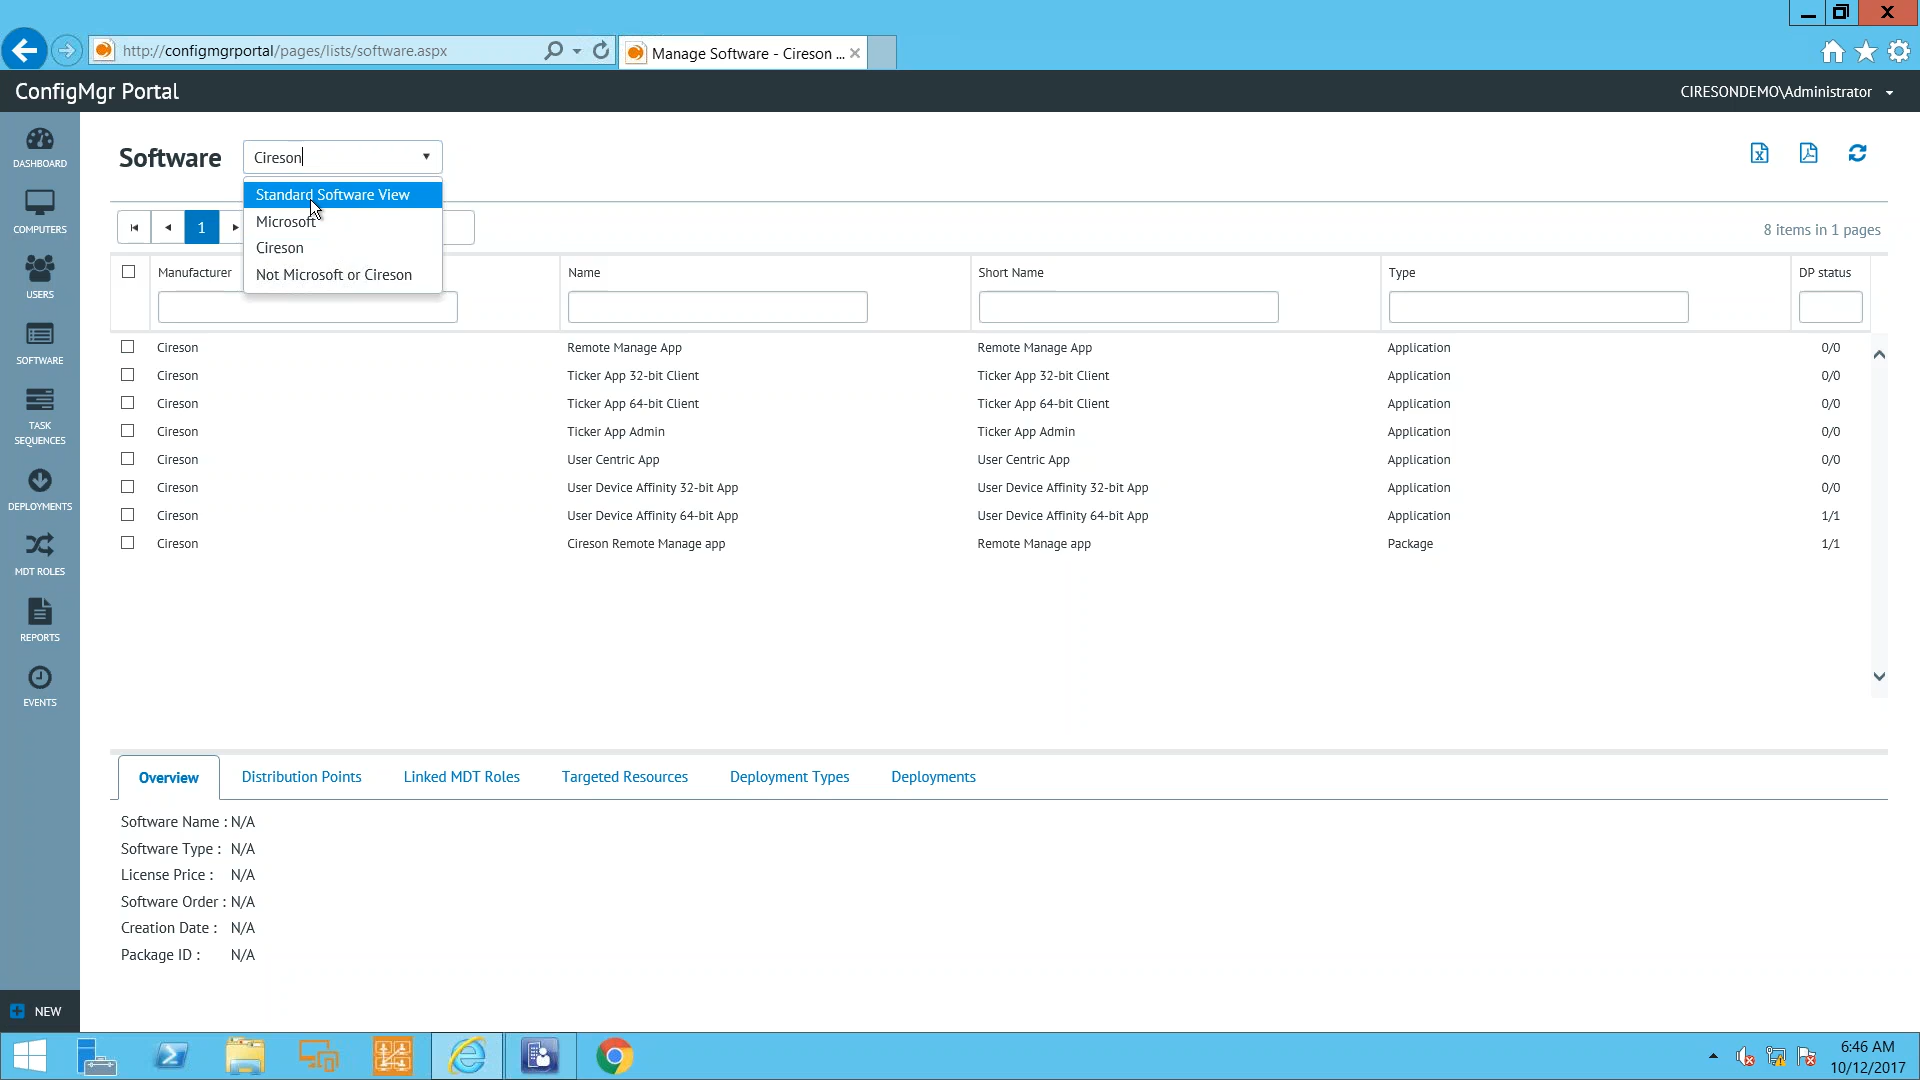 http://configmgrportal/pages/lists/software.aspx
Manage Software - Cireson ...
ConfigMgr Portal
CIRESONDEMO\Administrator
DASHBOARD
COMPUTERS
USERS
SOFTWARE
TASK
SEQUENCES
DEPLOYMENTS
MDT ROLES
REPORTS
EVENTS
NEW
Software
Cireson
Standard Software View
Microsoft
Cireson
Not Microsoft or Cireson
1
8 items in 1 pages
Manufacturer Name Short Name Type DP status
Cireson Remote Manage App Remote Manage App Application 0/0
Cireson Ticker App 32-bit Client Ticker App 32-bit Client Application 0/0
Cireson Ticker App 64-bit Client Ticker App 64-bit Client Application 0/0
Cireson Ticker App Admin Ticker App Admin Application 0/0
Cireson User Centric App User Centric App Application 0/0
Cireson User Device Affinity 32-bit App User Device Affinity 32-bit App Application 0/0
Cireson User Device Affinity 64-bit App User Device Affinity 64-bit App Application 1/1
Cireson Cireson Remote Manage app Remote Manage app Package 1/1
Overview Distribution Points Linked MDT Roles Targeted Resources Deployment Types Deployments
Software Name : N/A
Software Type : N/A
License Price : N/A
Software Order : N/A
Creation Date : N/A
Package ID : N/A
6:46 AM
10/12/2017